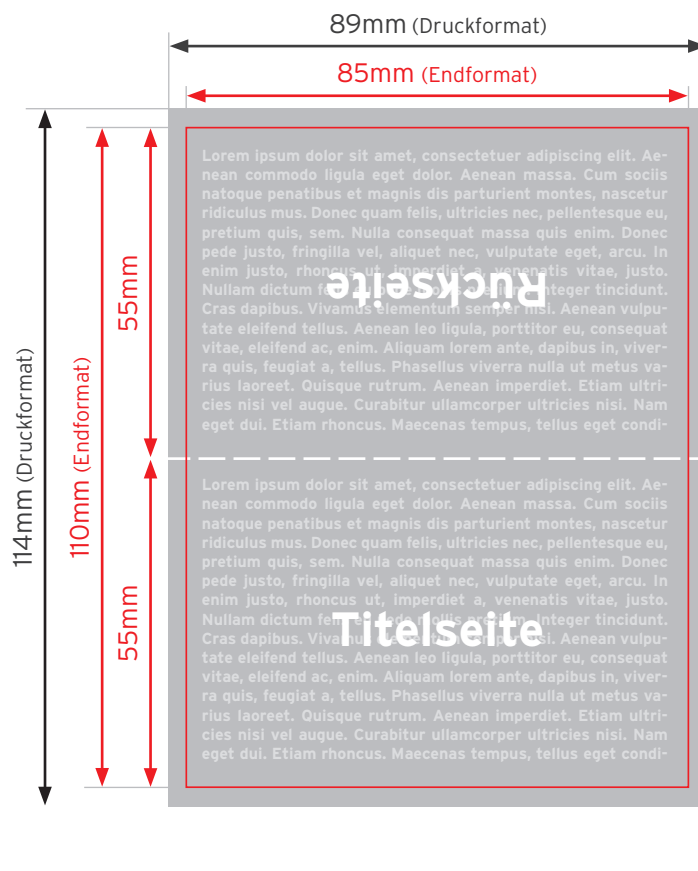 89mm (Druckformat)
85mm (Endformat)
114mm (Druckformat)
110mm (Endformat)
55mm
55mm
Lorem ipsum dolor sit amet, consectetuer adipiscing elit. Ae-
nean commodo ligula eget dolor. Aenean massa. Cum sociis
natoque penatibus et magnis dis parturient montes, nascetur
ridiculus mus. Donec quam felis, ultricies nec, pellentesque eu,
pretium quis, sem. Nulla consequat massa quis enim. Donec
pede justo, fringilla vel, aliquet nec, vulputate eget, arcu. In
enim justo, rhoncus ut, imperdiet a, venenatis vitae, justo.
Nullam dictum integer tincidunt.
Rückseite
Cras dapibus. Vivamus elementum semper nisi. Aenean vulpu-
tate eleifend tellus. Aenean leo ligula, porttitor eu, consequat
vitae, eleifend ac, enim. Aliquam lorem ante, dapibus in, viver-
ra quis, feugiat a, tellus. Phasellus viverra nulla ut metus va-
rius laoreet. Quisque rutrum. Aenean imperdiet. Etiam ultri-
cies nisi vel augue. Curabitur ullamcorper ultricies nisi. Nam
eget dui. Etiam rhoncus. Maecenas tempus, tellus eget condi-
Lorem ipsum dolor sit amet, consectetuer adipiscing elit. Ae-
nean commodo ligula eget dolor. Aenean massa. Cum sociis
natoque penatibus et magnis dis parturient montes, nascetur
ridiculus mus. Donec quam felis, ultricies nec, pellentesque eu,
pretium quis, sem. Nulla consequat massa quis enim. Donec
pede justo, fringilla vel, aliquet nec, vulputate eget, arcu. In
enim justo, rhoncus ut, imperdiet a, venenatis vitae, justo.
Nullam dictum integer tincidunt.
Titelseite
Cras dapibus. Aenean vulpu-
tate eleifend tellus. Aenean leo ligula, porttitor eu, consequat
vitae, eleifend ac, enim. Aliquam lorem ante, dapibus in, viver-
ra quis, feugiat a, tellus. Phasellus viverra nulla ut metus va-
rius laoreet. Quisque rutrum. Aenean imperdiet. Etiam ultri-
cies nisi vel augue. Curabitur ullamcorper ultricies nisi. Nam
eget dui. Etiam rhoncus. Maecenas tempus, tellus eget condi-